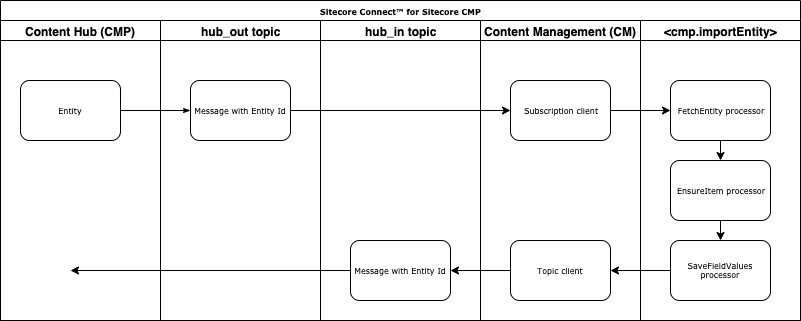 Sitecore Connect™ for Sitecore CMP
Content Hub (CMP)
hub_out topic
hub_in topic
Content Management (CM)
<cmp.importEntity>
Entity
Message with Entity Id
Subscription client
FetchEntity processor
EnsureItem processor
Message with Entity Id
Topic client
SaveFieldValues
processor